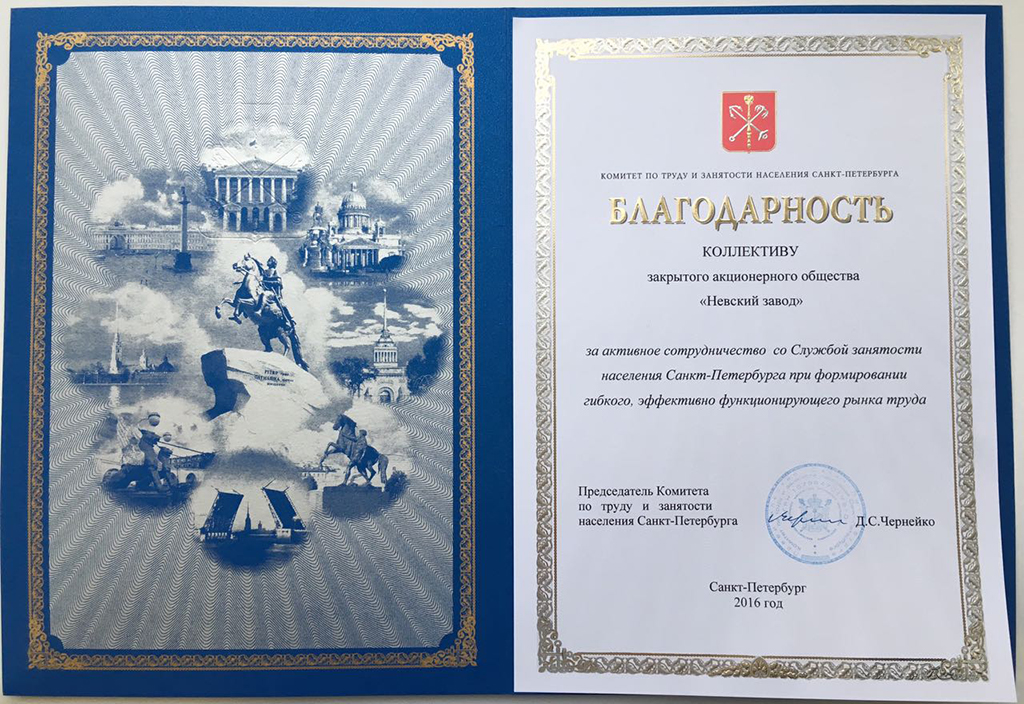 КОМИТЕТ ПО ТРУДУ И ЗАНЯТОСТИ НАСЕЛЕНИЯ САНКТ-ПЕТЕРБУРГА
БЛАГОДАРНОСТЬ
КОЛЛЕКТИВУ
закрытого акционерного общества
«Невский завод»
за активное сотрудничество со Службой занятости
населения Санкт-Петербурга при формировании
гибкого, эффективно функционирующего рынка труда
Председатель Комитета
по труду и занятости
населения Санкт-Петербурга
Д.С.Чернейко
Санкт-Петербург
2016 год